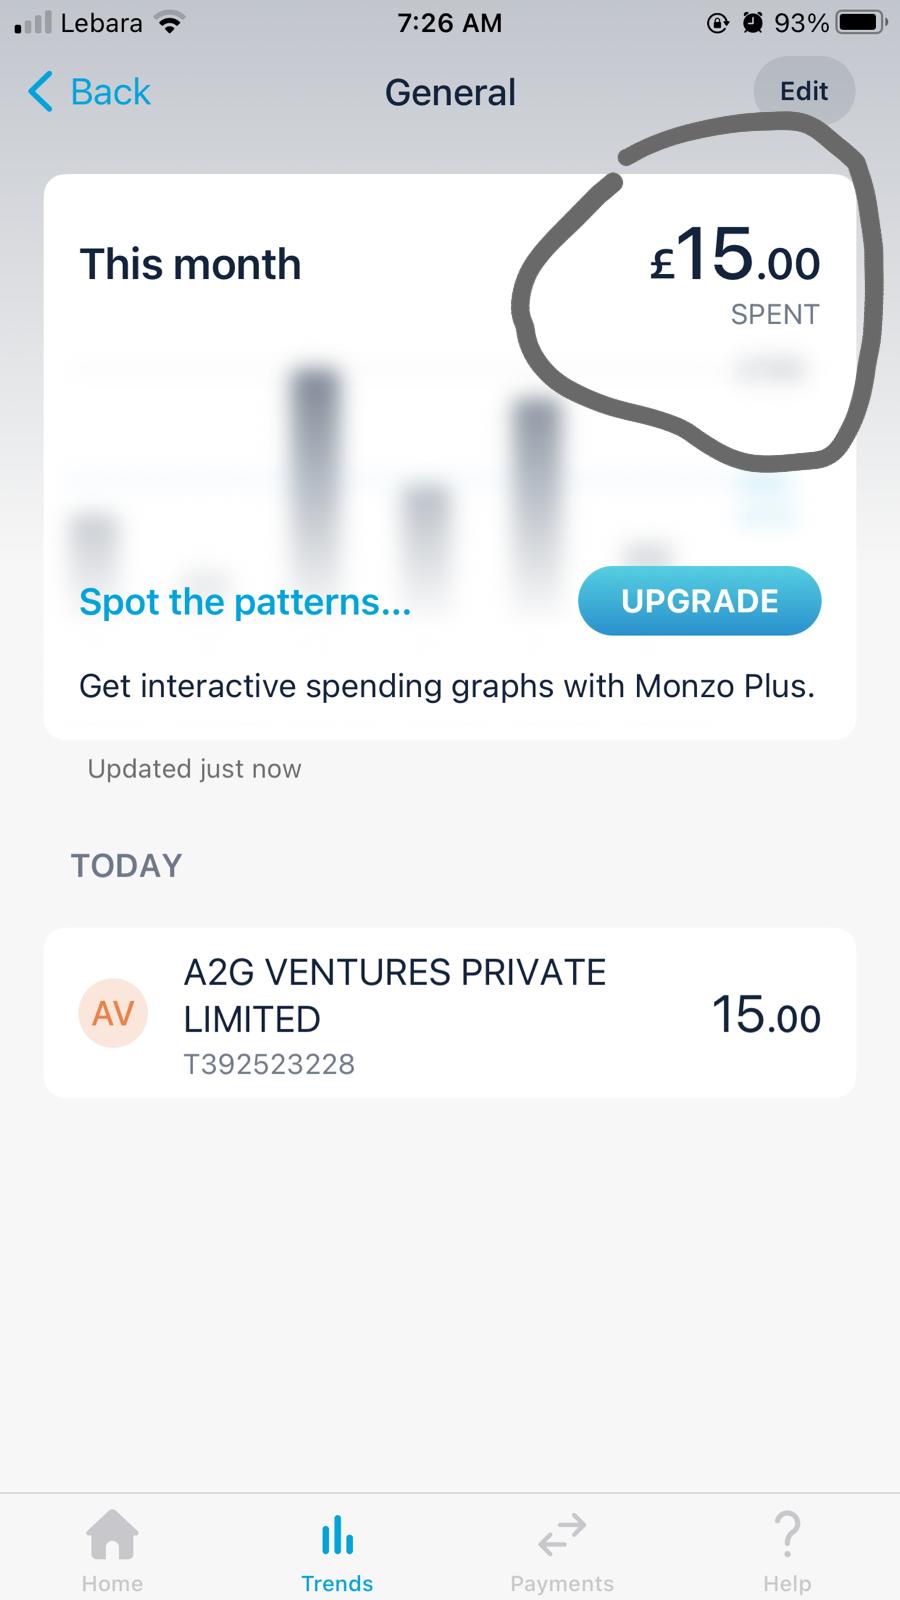 Lebara 7:26 AM 93%
Back General Edit
This month £15.00
SPENT
Spot the patterns... UPGRADE
Get interactive spending graphs with Monzo Plus.
Updated just now
TODAY
AV A2G VENTURES PRIVATE
LIMITED 15.00
T392523228
Home Trends Payments Help